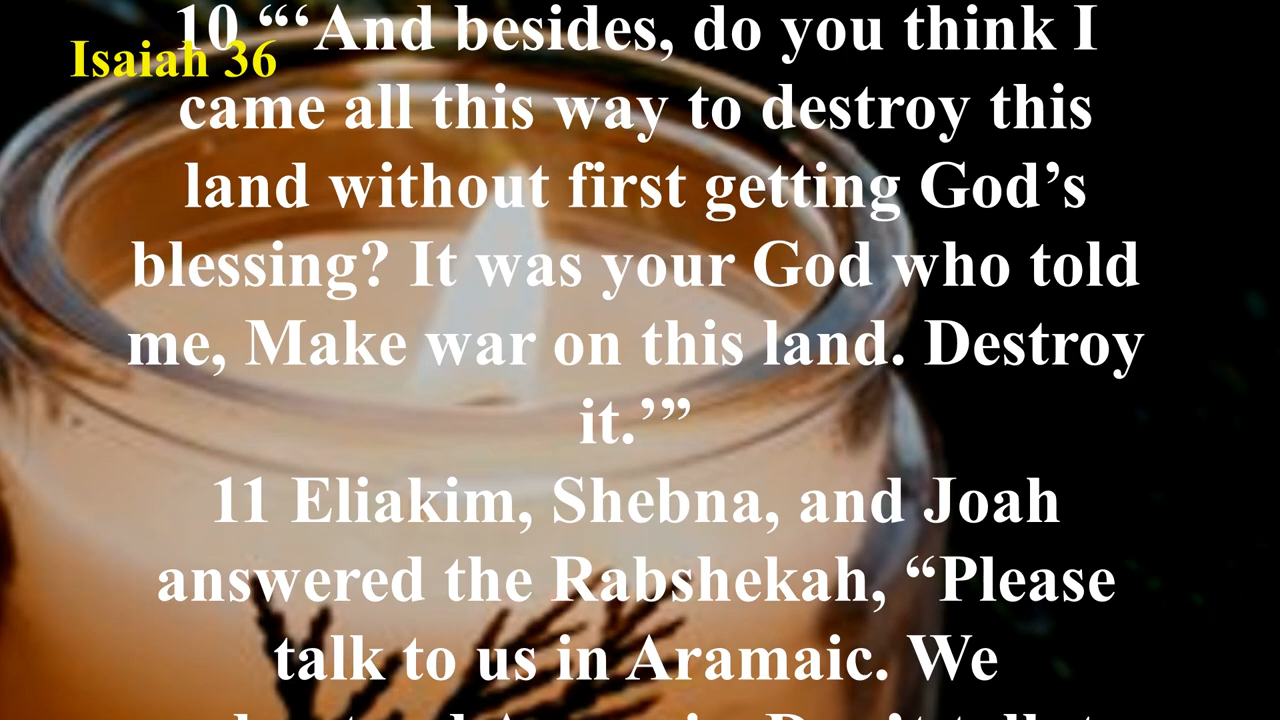 Isaiah 36
10 “‘And besides, do you think I
came all this way to destroy this
land without first getting God’s
blessing? It was your God who told
me, Make war on this land. Destroy
it.’”
11 Eliakim, Shebna, and Joah
answered the Rabshekah, “Please
talk to us in Aramaic. We